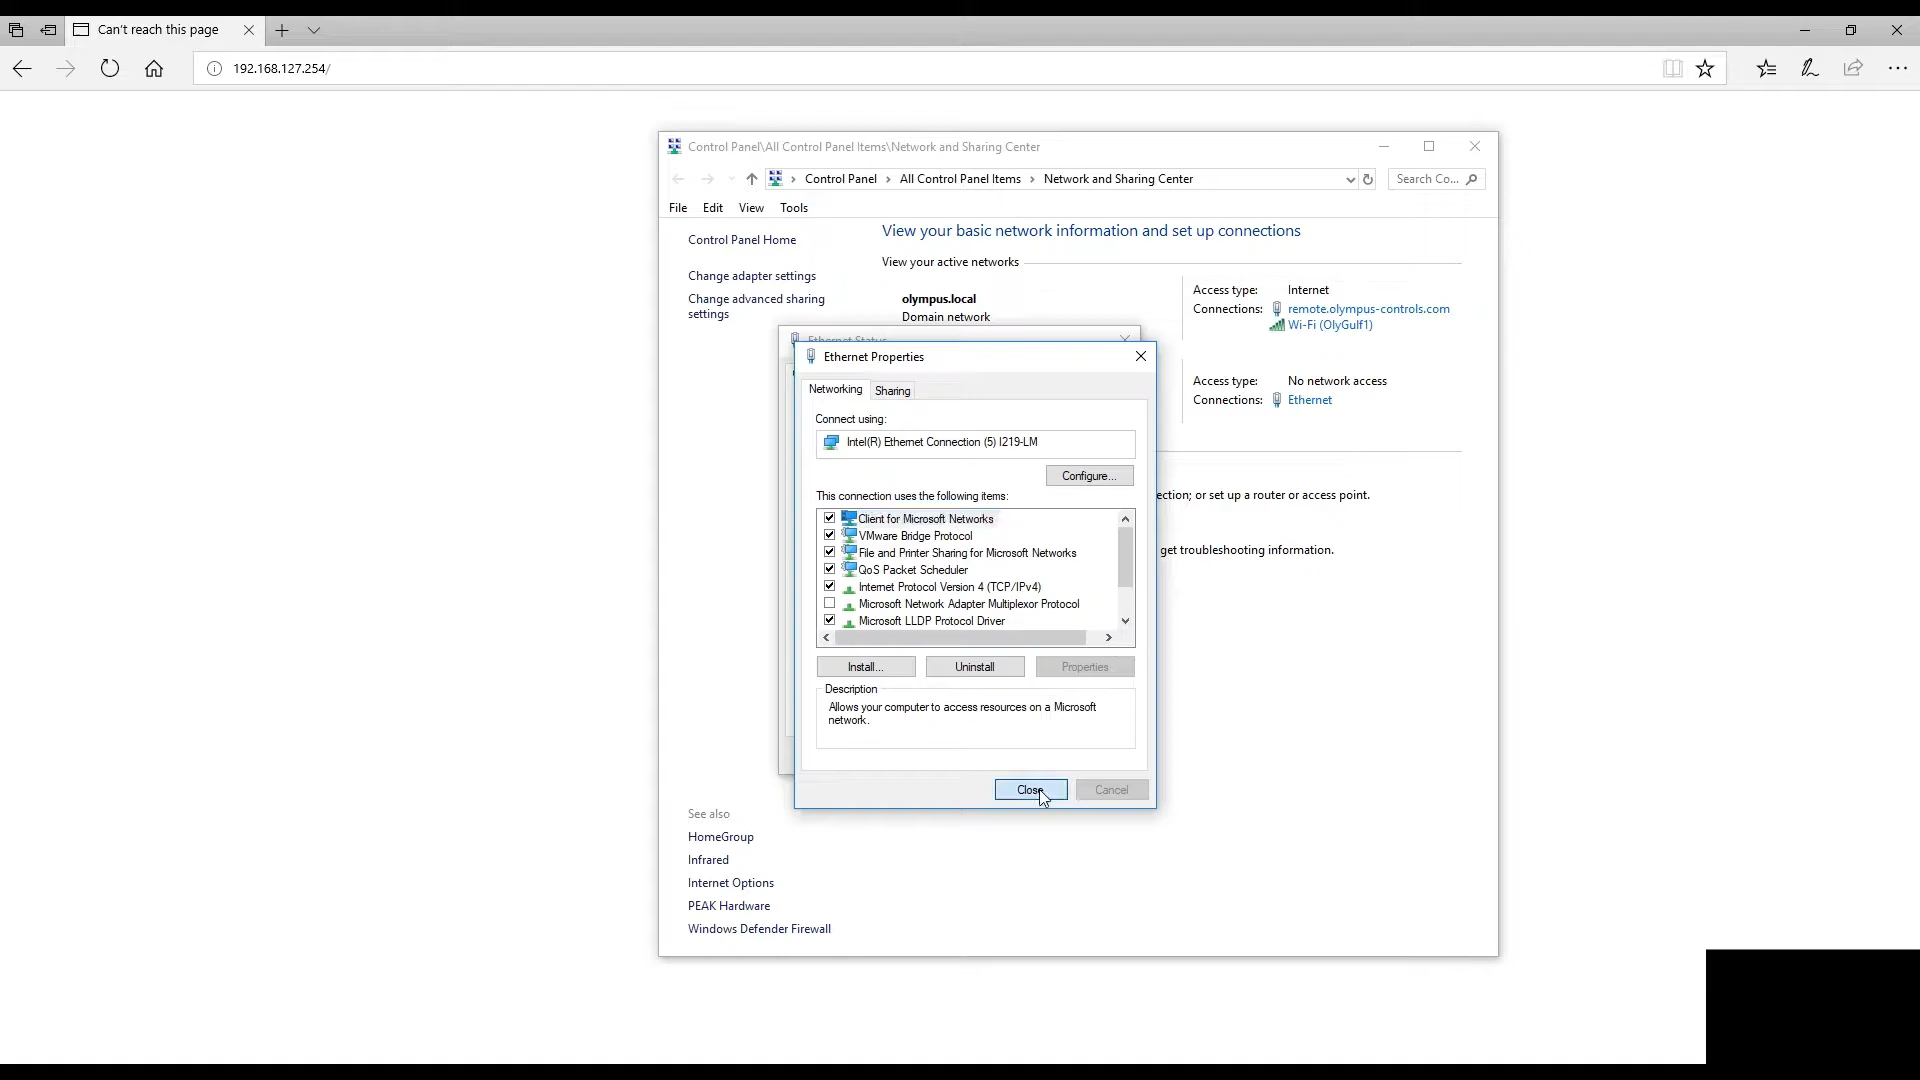 Can't reach this page
192.168.127.254/
Control Panel\All Control Panel Items\Network and Sharing Center
Control Panel > All Control Panel Items > Network and Sharing Center
Search Co...
File Edit View Tools
Control Panel Home
Change adapter settings
Change advanced sharing
settings
View your basic network information and set up connections
View your active networks
olympus.local
Domain network
Access type: Internet
Connections: remote.olympus-controls.com
Wi-Fi (OlyGulf1)
Access type: No network access
Connections: Ethernet
ection; or set up a router or access point.
get troubleshooting information.
Ethernet Status
Ethernet Properties
Networking
Sharing
Connect using:
Intel(R) Ethernet Connection (5) I219-LM
Configure...
This connection uses the following items:
Client for Microsoft Networks
VMware Bridge Protocol
File and Printer Sharing for Microsoft Networks
QoS Packet Scheduler
Internet Protocol Version 4 (TCP/IPv4)
Microsoft Network Adapter Multiplexor Protocol
Microsoft LLDP Protocol Driver
Install... Uninstall Properties
Description
Allows your computer to access resources on a Microsoft
network.
Close Cancel
See also
HomeGroup
Infrared
Internet Options
PEAK Hardware
Windows Defender Firewall